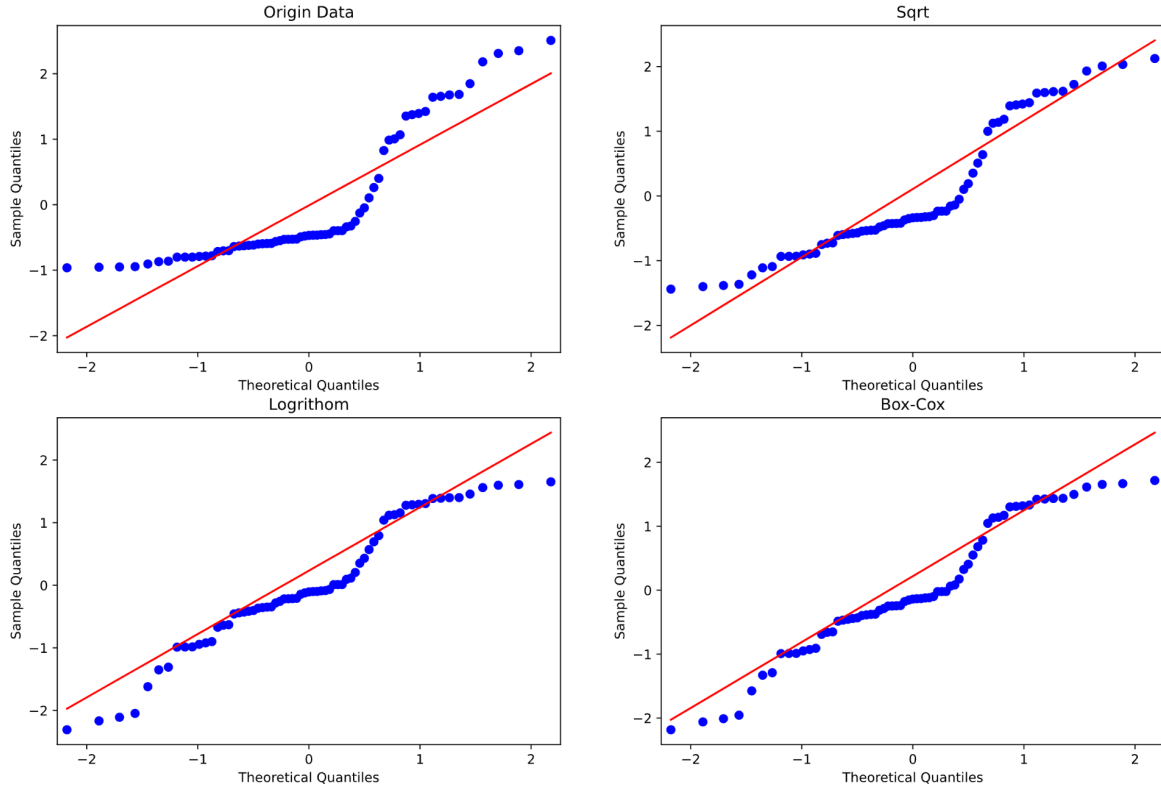 Origin Data
2
1
0
−1
−2
Sample Quantiles
−2 −1 0 1 2
Theoretical Quantiles
Sqrt
2
1
0
−1
−2
Sample Quantiles
−2 −1 0 1 2
Theoretical Quantiles
Logrithom
2
1
0
−1
−2
Sample Quantiles
−2 −1 0 1 2
Theoretical Quantiles
Box-Cox
2
1
0
−1
−2
Sample Quantiles
−2 −1 0 1 2
Theoretical Quantiles